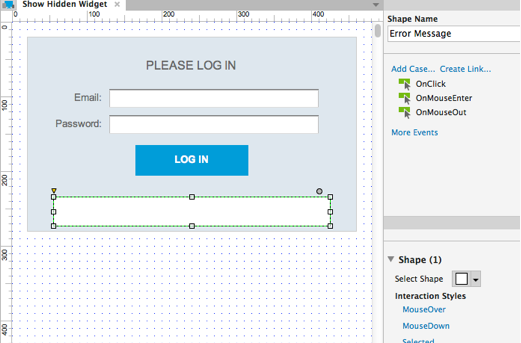 Show Hidden Widget
0 100 200 300 400
0
100
200
300
400
PLEASE LOG IN
Email:
Password:
LOG IN
Shape Name
Error Message
Add Case... Create Link...
OnClick
OnMouseEnter
OnMouseOut
More Events
Shape (1)
Select Shape
Interaction Styles
MouseOver
MouseDown
Selected